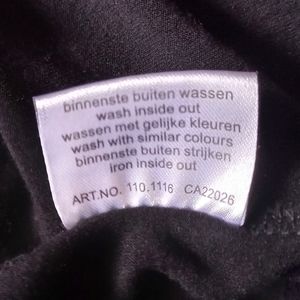 binnenste buiten wassen
wash inside out
wassen met gelijke kleuren
wash with similar colours
binnenste buiten strijken
iron inside out
ART.NO. 110.1116 CA22026